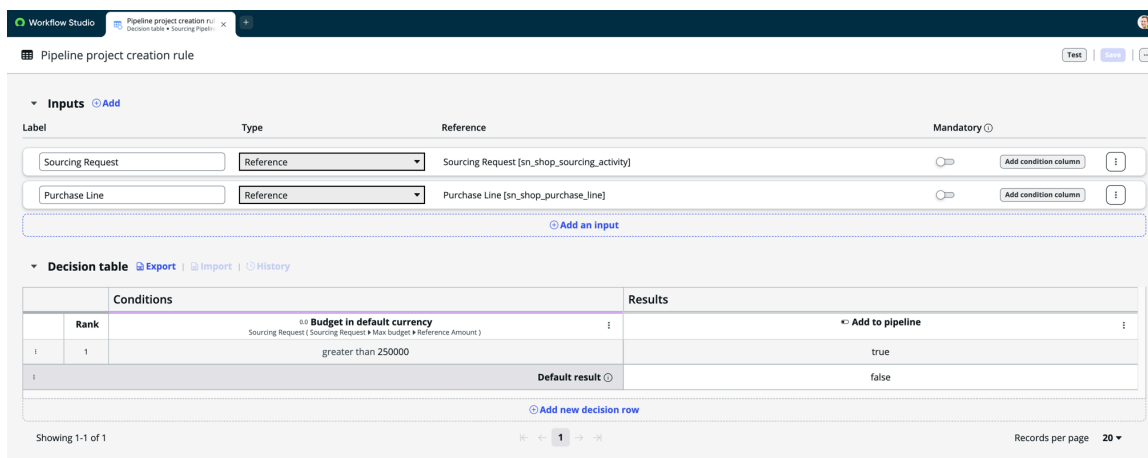 Workflow Studio
Pipeline project creation rul
Decision table • Sourcing Pipelin
Pipeline project creation rule
Test
Save
Inputs Add
Label Type Reference Mandatory
Sourcing Request Reference Sourcing Request [sn_shop_sourcing_activity] Add condition column
Purchase Line Reference Purchase Line [sn_shop_purchase_line] Add condition column
Add an input
Decision table Export | Import | History
Conditions Results
Rank 0.0 Budget in default currency Add to pipeline
Sourcing Request ( Sourcing Request ▸ Max budget ▸ Reference Amount )
1 greater than 250000 true
Default result false
Add new decision row
Showing 1-1 of 1 1 Records per page 20